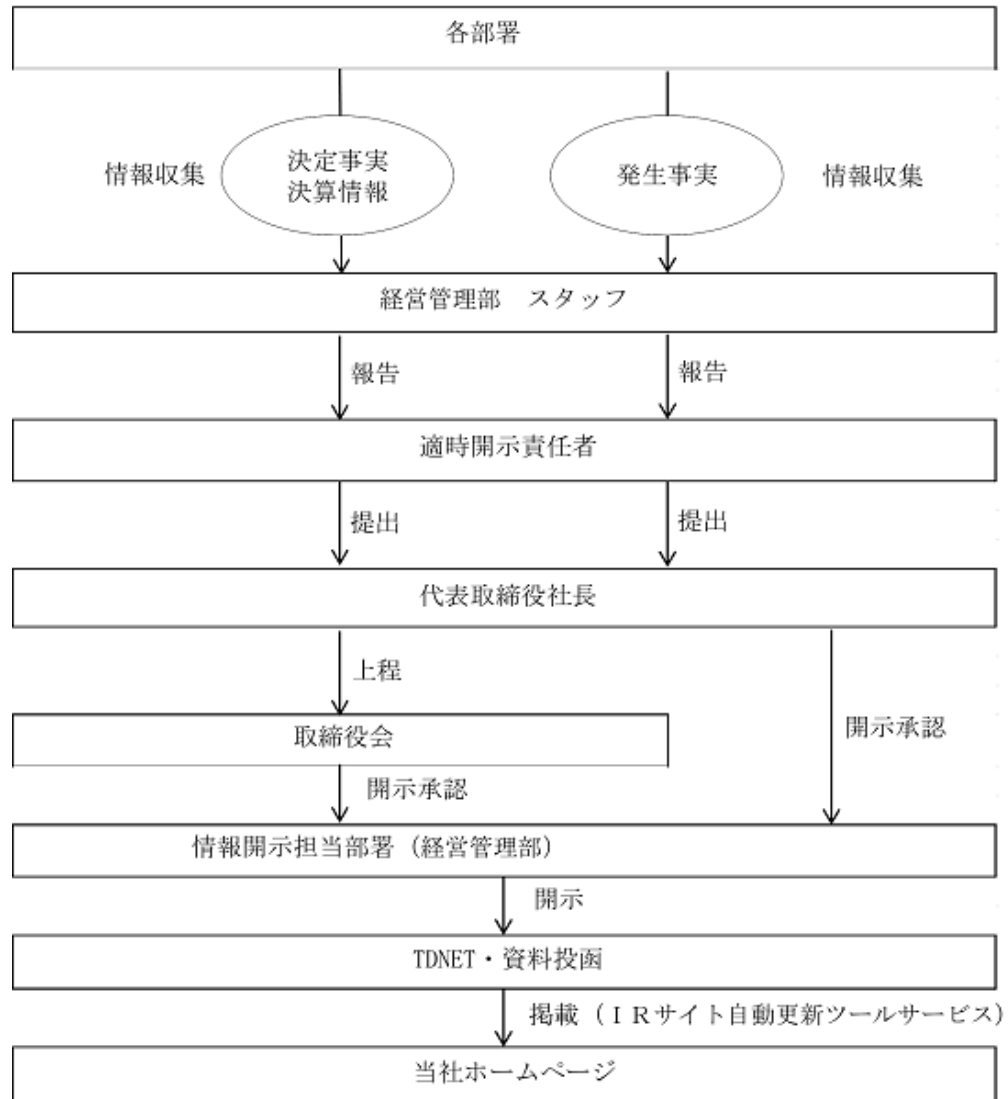 各部署
情報収集
決定事実
決算情報
発生事実
情報収集
経営管理部　スタッフ
報告
報告
適時開示責任者
提出
提出
代表取締役社長
上程
開示承認
取締役会
開示承認
情報開示担当部署（経営管理部）
開示
TDNET・資料投函
掲載（ＩＲサイト自動更新ツールサービス）
当社ホームページ